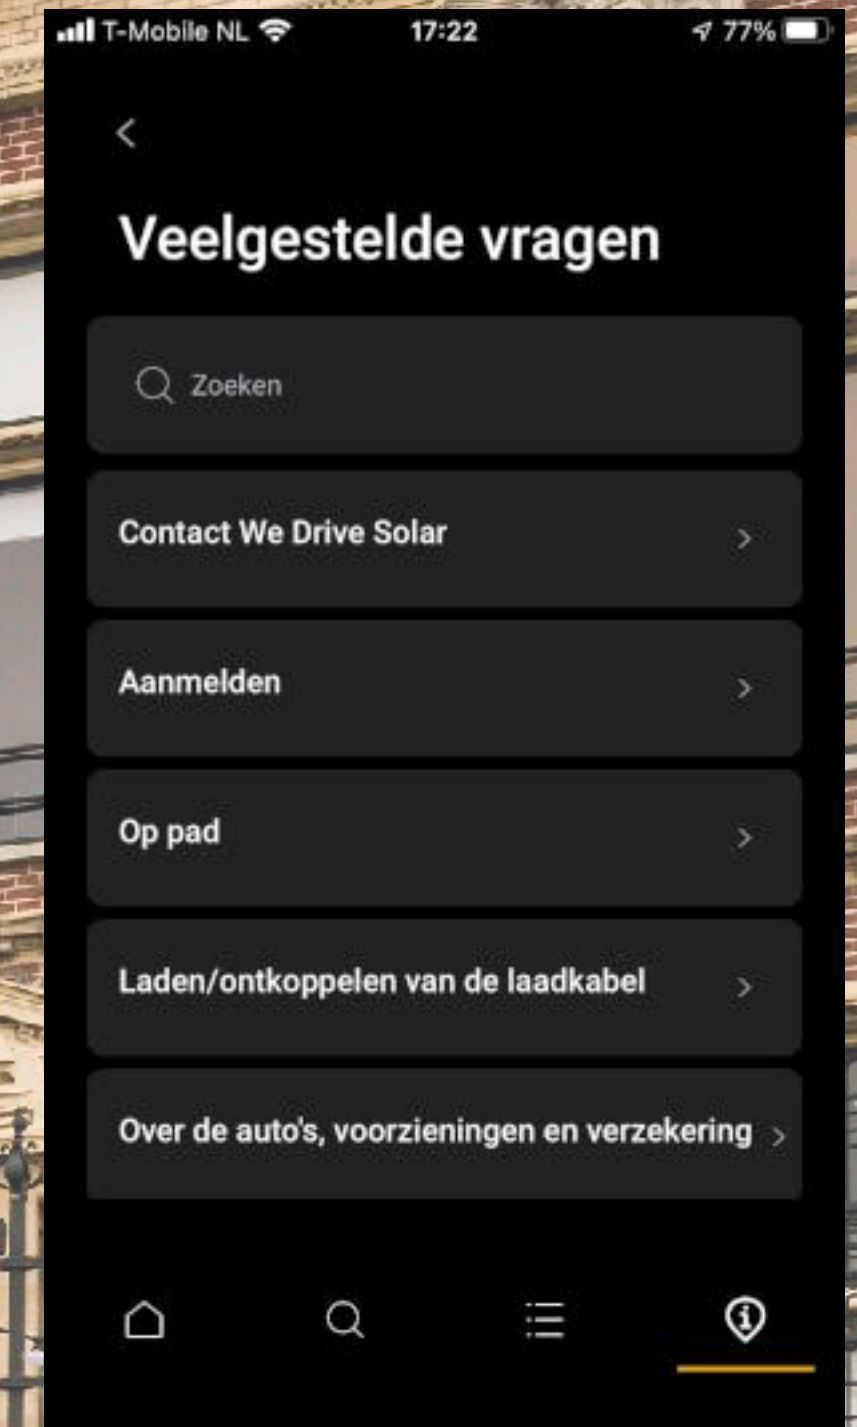 T-Mobile NL 17:22 77%
Veelgestelde vragen
Zoeken
Contact We Drive Solar
Aanmelden
Op pad
Laden/ontkoppelen van de laadkabel
Over de auto's, voorzieningen en verzekering